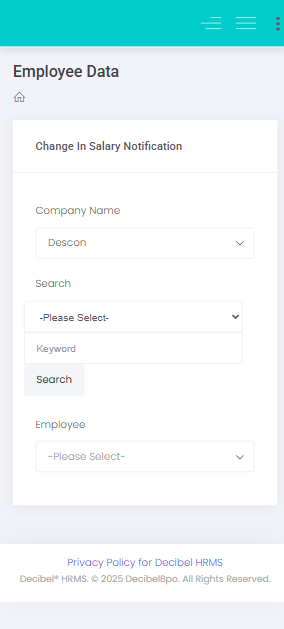 Employee Data
Change In Salary Notification
Company Name
Descon
Search
-Please Select-
Keyword
Search
Employee
-Please Select-
Privacy Policy for Decibel HRMS
Decibel® HRMS. © 2025 DecibelBpo. All Rights Reserved.